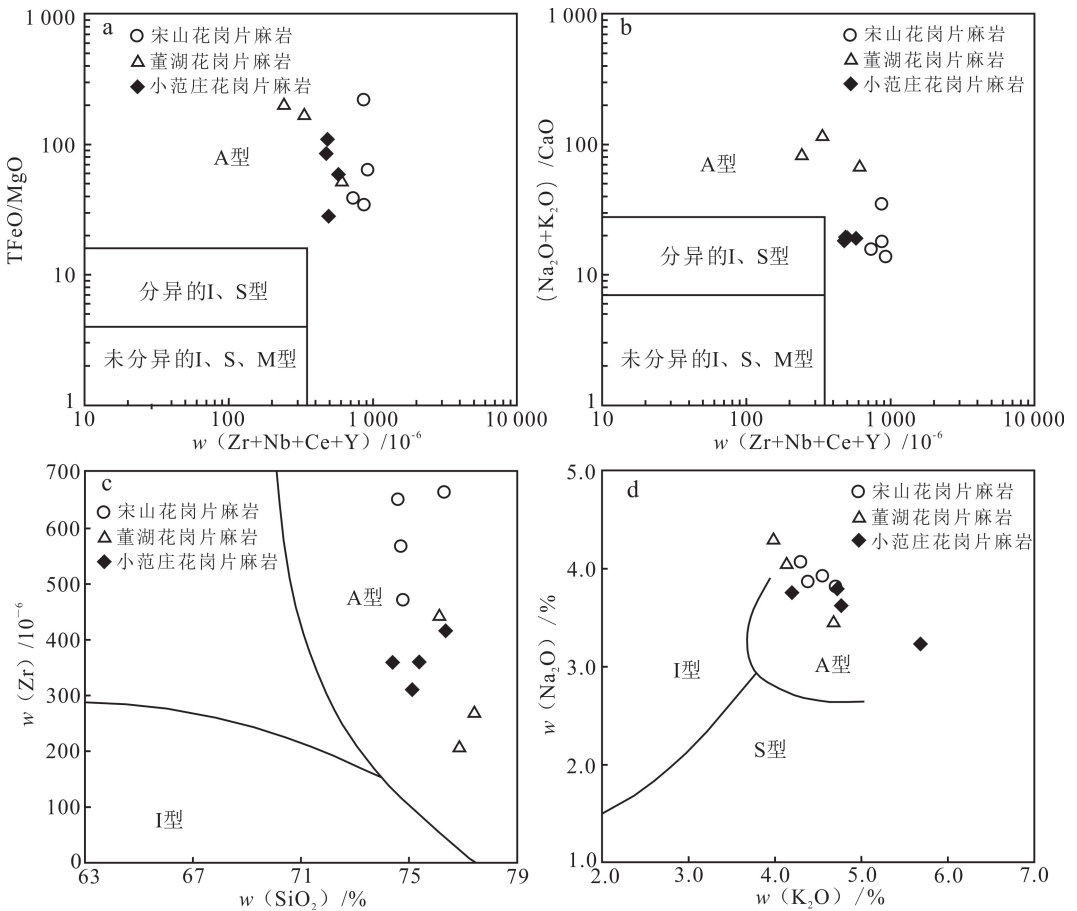 a
宋山花岗片麻岩
董湖花岗片麻岩
小范庄花岗片麻岩
1 000
100
10
1
TFeO/MgO
A型
分异的I、S型
未分异的I、S、M型
10
100
1 000
10 000
w（Zr+Nb+Ce+Y）/10⁻⁶
b
宋山花岗片麻岩
董湖花岗片麻岩
小范庄花岗片麻岩
1 000
100
10
1
（Na₂O+K₂O）/CaO
A型
分异的I、S型
未分异的I、S、M型
10
100
1 000
10 000
w（Zr+Nb+Ce+Y）/10⁻⁶
c
宋山花岗片麻岩
董湖花岗片麻岩
小范庄花岗片麻岩
700
600
500
400
300
200
100
0
w（Zr）/10⁻⁶
A型
I型
63
67
71
75
79
w（SiO₂）/%
d
宋山花岗片麻岩
董湖花岗片麻岩
小范庄花岗片麻岩
5.0
4.0
3.0
2.0
1.0
w（Na₂O）/%
I型
A型
S型
2.0
3.0
4.0
5.0
6.0
7.0
w（K₂O）/%